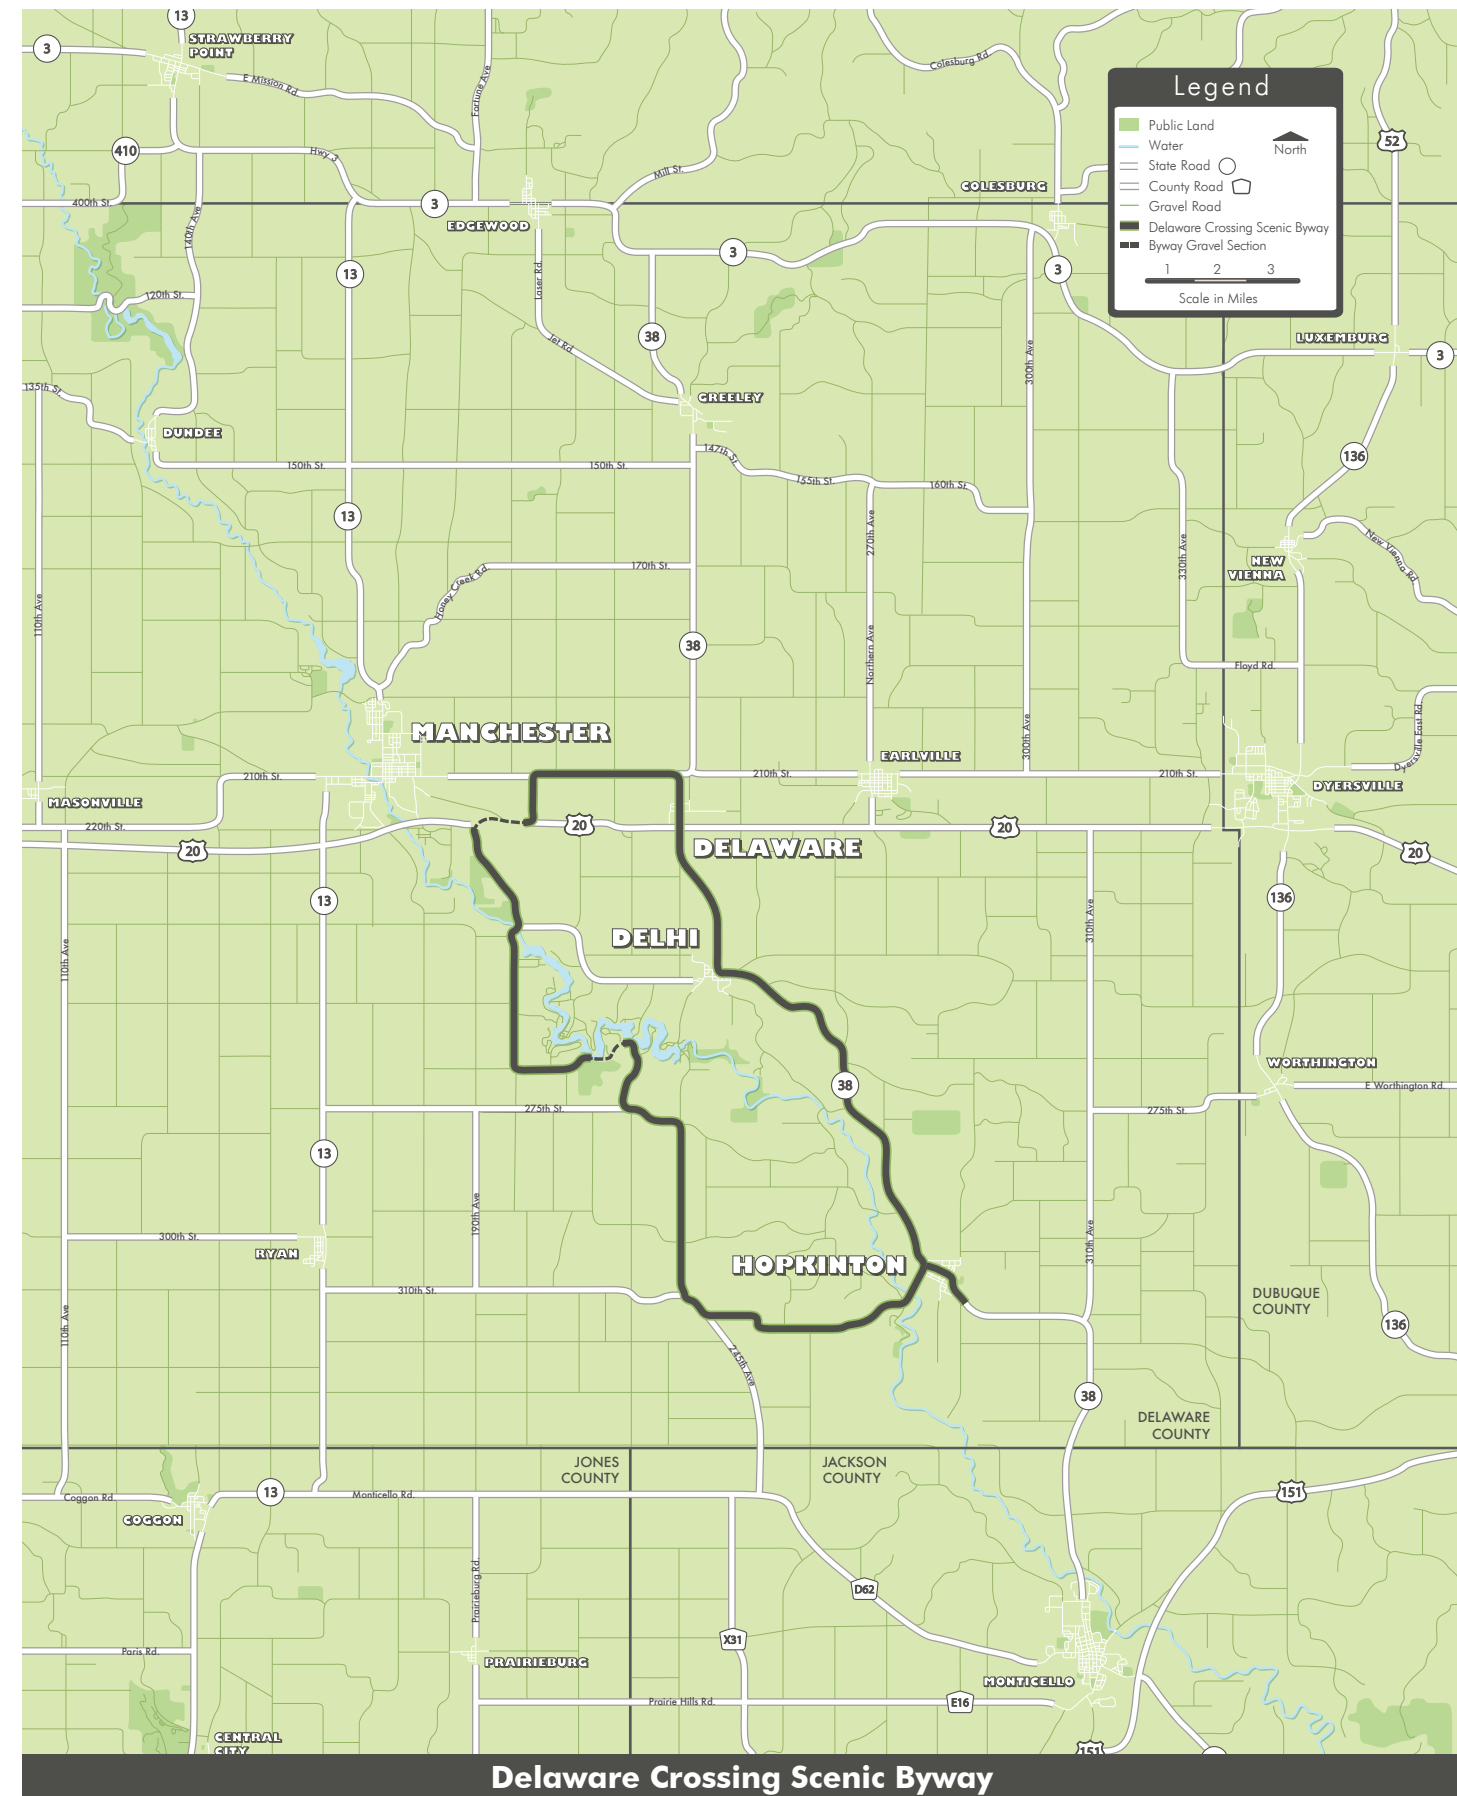 13
STRAWBERRY
POINT
3
E Mission Rd.
Fortune Ave
Colesburg Rd.
Legend
Public Land
Water
State Road
County Road
Gravel Road
Delaware Crossing Scenic Byway
Byway Gravel Section
North
1 2 3
Scale in Miles
52
410
Hwy 3
Mill St.
COLESBURG
400th St.
3
EDGEWOOD
140th Ave
13
3
3
Laser Rd.
120th St.
38
Jet Rd
300th Ave
LUXEMBURG
3
135th St.
GREELEY
DUNDEE
147th St.
136
150th St.
150th St.
155th St.
160th St.
13
270th Ave
New Vienna Rd.
NEW
VIENNA
330th Ave
170th St.
Honey Creek Rd
110th Ave
38
Northern Ave
Floyd Rd.
MANCHESTER
300th Ave
Dyersville East Rd.
EARLVILLE
210th St.
210th St.
210th St.
DYERSVILLE
MASONVILLE
220th St.
20
20
20
DELAWARE
20
13
136
310th Ave
DELHI
110th Ave
WORTHINGTON
38
E Worthington Rd.
275th St.
275th St.
13
190th Ave
310th Ave
300th St.
RYAN
HOPKINTON
310th St.
DUBUQUE
COUNTY
110th Ave
136
245th Ave
38
DELAWARE
COUNTY
JONES
COUNTY
JACKSON
COUNTY
Coggon Rd.
13
Monticello Rd.
151
COGGON
Prairieburg Rd.
D62
X31
Paris Rd.
PRAIRIEBURG
MONTICELLO
Prairie Hills Rd.
E16
CENTRAL
CITY
151
Delaware Crossing Scenic Byway